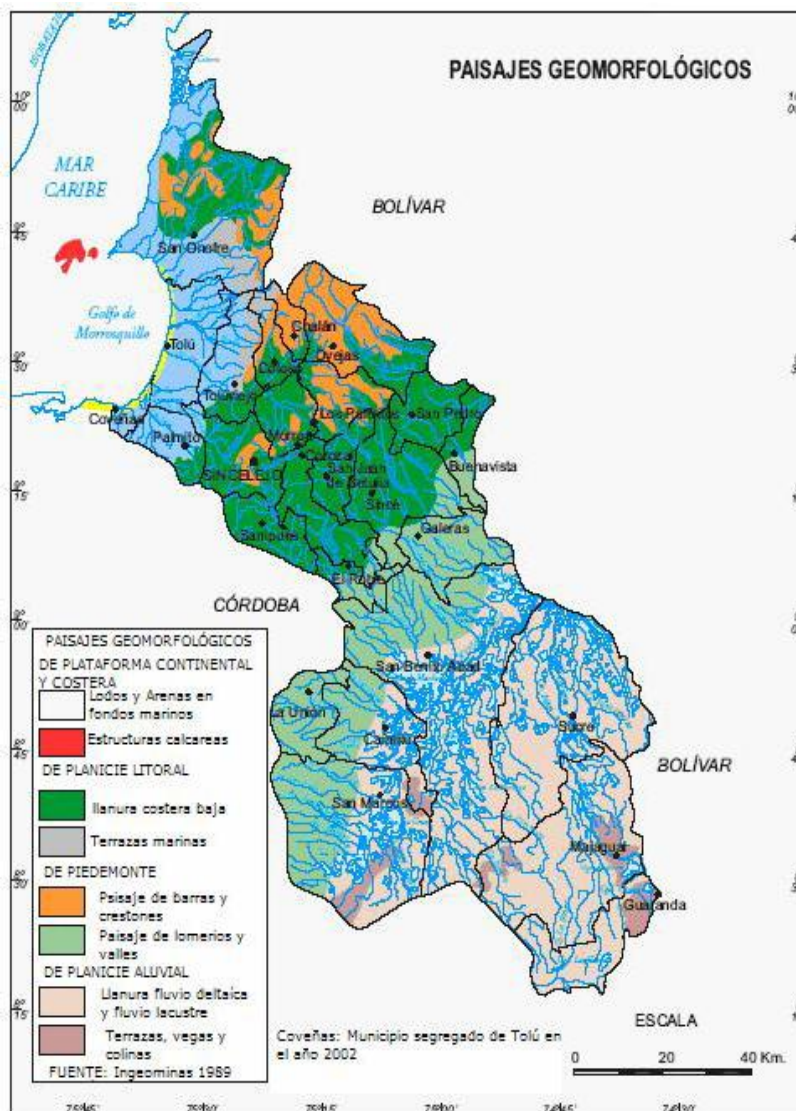 PAISAJES GEOMORFOLÓGICOS
MAR
CARIBE
BOLÍVAR
San Onofre
Golfo de
Morrosquillo
Chalán
Tolú
Ovejas
Coloso
Coveñas
Los Palmitos
San Pedro
Palmito
Morroa
SINCELEJO
Corozal
Buenavista
San Juan
de Betulia
Sincé
Sampués
Galeras
El Roble
CÓRDOBA
San Benito Abad
La Unión
Sucre
Caimito
BOLÍVAR
San Marcos
Majagual
Guaranda
PAISAJES GEOMORFOLÓGICOS
DE PLATAFORMA CONTINENTAL
Y COSTERA
Lodos y Arenas en
fondos marinos
Estructuras calcareas
DE PLANICIE LITORAL
llanura costera baja
Terrazas marinas
DE PIEDEMONTE
Psisaje de barras y
crestones
Paisaje de lomerios y
valles
DE PLANICIE ALUVIAL
Llanura fluvio deltaíca
y fluvio lacustre
Terrazas, vegas y
colinas
FUENTE: Ingeominas 1989
Coveñas: Municipio segregado de Tolú en
el año 2002
ESCALA
0 20 40 Km.